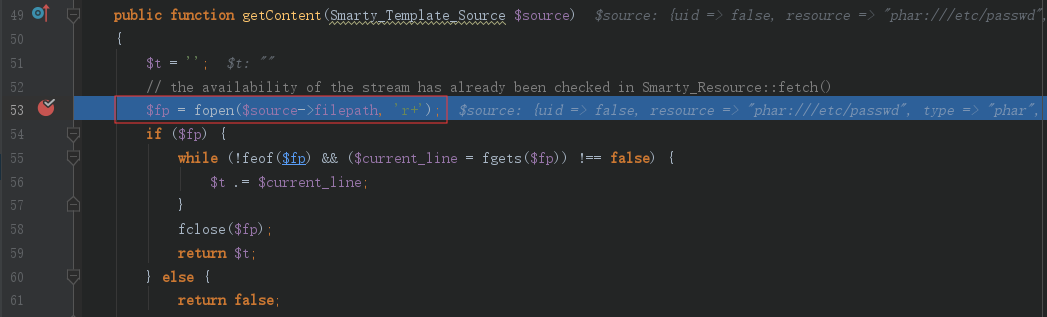 49 public function getContent(Smarty_Template_Source $source) $source: {uid => false, resource => "phar:///etc/passwd",
50 {
51 $t = ''; $t: ""
52 // the availability of the stream has already been checked in Smarty_Resource::fetch()
53 $fp = fopen($source->filepath, 'r+'); $source: {uid => false, resource => "phar:///etc/passwd", type => "phar",
54 if ($fp) {
55 while (!feof($fp) && ($current_line = fgets($fp)) !== false) {
56 $t .= $current_line;
57 }
58 fclose($fp);
59 return $t;
60 } else {
61 return false;